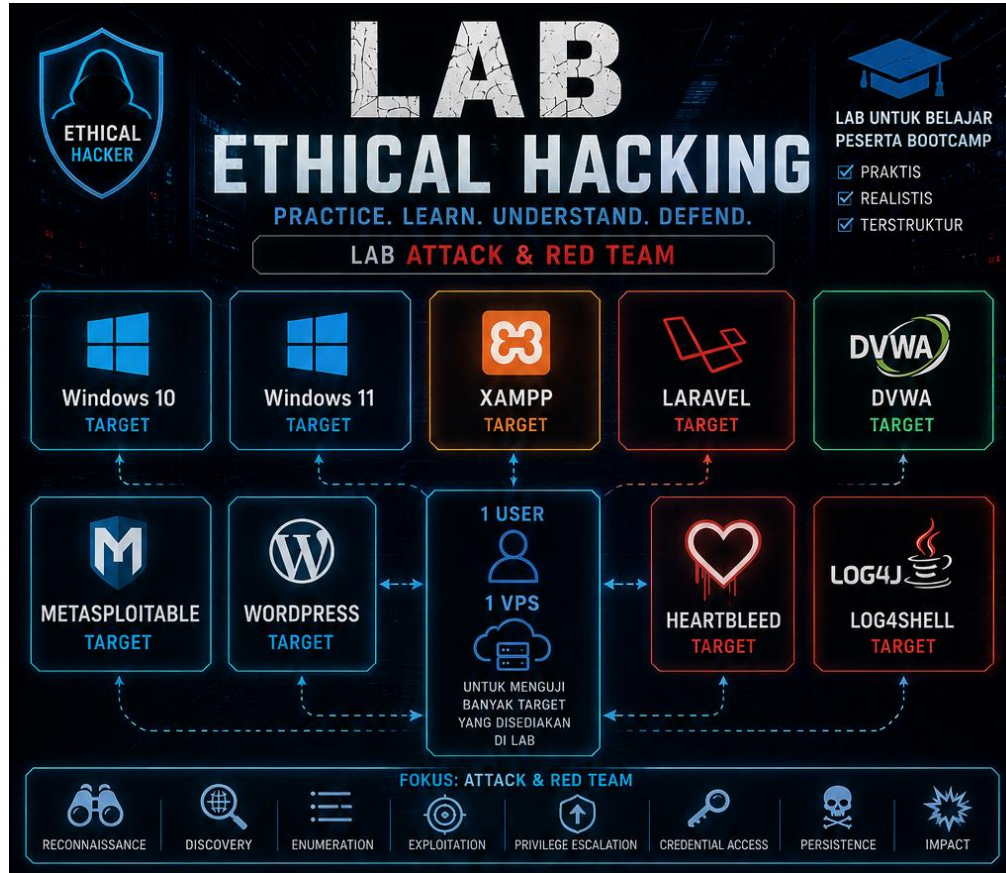 LAB
ETHICAL HACKING
PRACTICE. LEARN. UNDERSTAND. DEFEND.
LAB ATTACK & RED TEAM
ETHICAL
HACKER
LAB UNTUK BELAJAR
PESERTA BOOTCAMP
PRAKTIS
REALISTIS
TERSTRUKTUR
Windows 10
TARGET
Windows 11
TARGET
XAMPP
TARGET
LARAVEL
TARGET
DVWA
DVWA
TARGET
M
METASPLOITABLE
TARGET
W
WORDPRESS
TARGET
1 USER
1 VPS
UNTUK MENGUJI
BANYAK TARGET
YANG DISEDIAKAN
DI LAB
HEARTBLEED
TARGET
LOG4J
LOG4SHELL
TARGET
FOKUS: ATTACK & RED TEAM
RECONNAISSANCE
DISCOVERY
ENUMERATION
EXPLOITATION
PRIVILEGE ESCALATION
CREDENTIAL ACCESS
PERSISTENCE
IMPACT